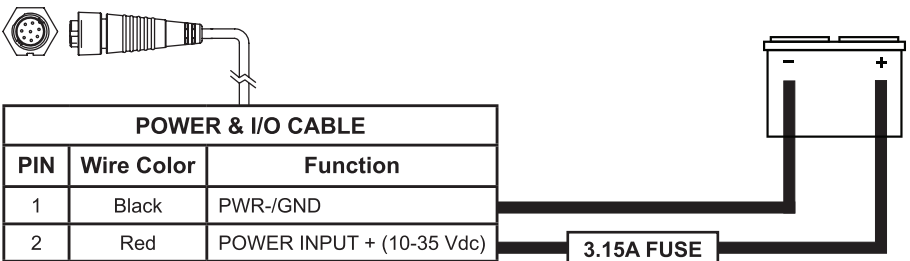 - +
POWER & I/O CABLE
PIN Wire Color Function
1 Black PWR-/GND
2 Red POWER INPUT + (10-35 Vdc)
3.15A FUSE